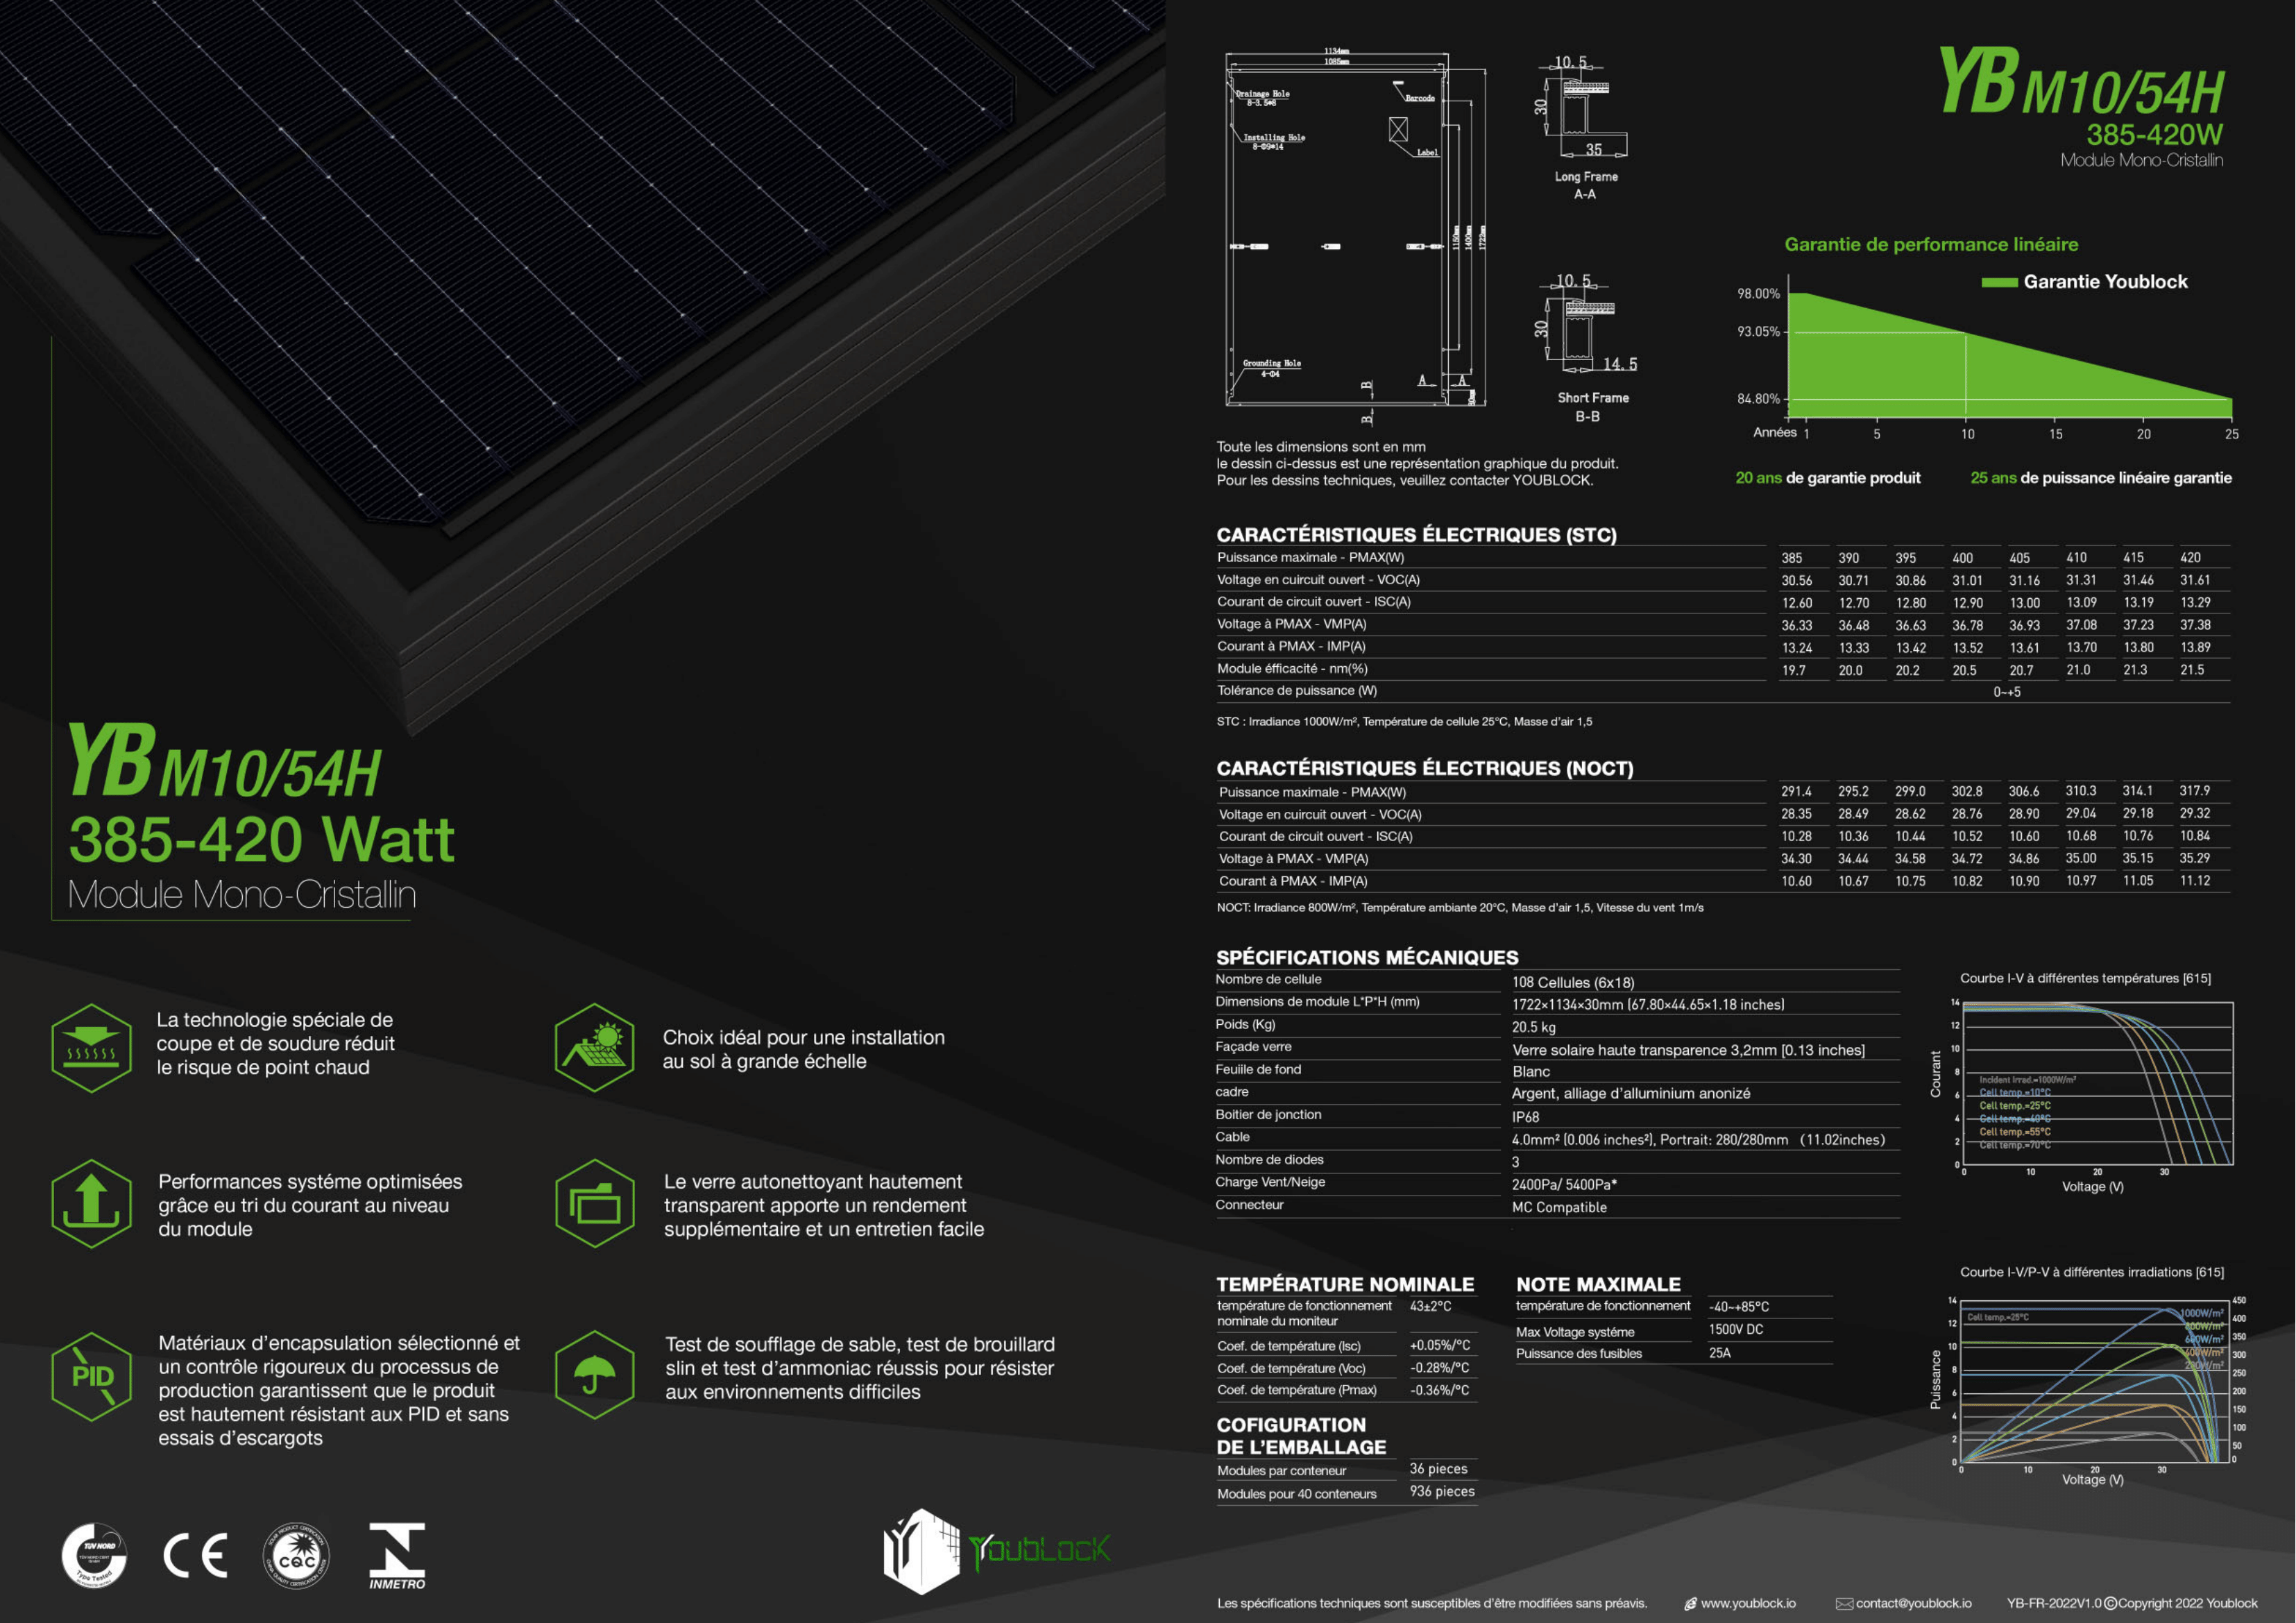 YB M10/54H
385-420 Watt
Module Mono-Cristallin
La technologie spéciale de
coupe et de soudure réduit
le risque de point chaud
Choix idéal pour une installation
au sol à grande échelle
Performances systéme optimisées
grâce eu tri du courant au niveau
du module
Le verre autonettoyant hautement
transparent apporte un rendement
supplémentaire et un entretien facile
PID
Matériaux d'encapsulation sélectionné et
un contrôle rigoureux du processus de
production garantissent que le produit
est hautement résistant aux PID et sans
essais d'escargots
Test de soufflage de sable, test de brouillard
slin et test d'ammoniac réussis pour résister
aux environnements difficiles
TÜV NORD
Type Tested
CE
CQC
INMETRO
YOUBLOCK
1134mm
1085mm
Drainage Hole
8-3.5*8
Barcode
Installing Hole
8-Φ9*14
Label
1150mm
1400mm
1722mm
Grounding Hole
4-Φ4
A A
B
B
10.5
30
35
Long Frame
A-A
10.5
30
14.5
Short Frame
B-B
Toute les dimensions sont en mm
le dessin ci-dessus est une représentation graphique du produit.
Pour les dessins techniques, veuillez contacter YOUBLOCK.
YB M10/54H
385-420W
Module Mono-Cristallin
Garantie de performance linéaire
Garantie Youblock
98.00%
93.05%
84.80%
Années 1 5 10 15 20 25
20 ans de garantie produit 25 ans de puissance linéaire garantie
CARACTÉRISTIQUES ÉLECTRIQUES (STC)
Puissance maximale - PMAX(W) 385 390 395 400 405 410 415 420
Voltage en cuircuit ouvert - VOC(A) 30.56 30.71 30.86 31.01 31.16 31.31 31.46 31.61
Courant de circuit ouvert - ISC(A) 12.60 12.70 12.80 12.90 13.00 13.09 13.19 13.29
Voltage à PMAX - VMP(A) 36.33 36.48 36.63 36.78 36.93 37.08 37.23 37.38
Courant à PMAX - IMP(A) 13.24 13.33 13.42 13.52 13.61 13.70 13.80 13.89
Module éfficacité - nm(%) 19.7 20.0 20.2 20.5 20.7 21.0 21.3 21.5
Tolérance de puissance (W) 0~+5
STC : Irradiance 1000W/m², Température de cellule 25°C, Masse d'air 1,5
CARACTÉRISTIQUES ÉLECTRIQUES (NOCT)
Puissance maximale - PMAX(W) 291.4 295.2 299.0 302.8 306.6 310.3 314.1 317.9
Voltage en cuircuit ouvert - VOC(A) 28.35 28.49 28.62 28.76 28.90 29.04 29.18 29.32
Courant de circuit ouvert - ISC(A) 10.28 10.36 10.44 10.52 10.60 10.68 10.76 10.84
Voltage à PMAX - VMP(A) 34.30 34.44 34.58 34.72 34.86 35.00 35.15 35.29
Courant à PMAX - IMP(A) 10.60 10.67 10.75 10.82 10.90 10.97 11.05 11.12
NOCT: Irradiance 800W/m², Température ambiante 20°C, Masse d'air 1,5, Vitesse du vent 1m/s
SPÉCIFICATIONS MÉCANIQUES
Nombre de cellule 108 Cellules (6x18)
Dimensions de module L*P*H (mm) 1722×1134×30mm [67.80×44.65×1.18 inches]
Poids (Kg) 20.5 kg
Façade verre Verre solaire haute transparence 3,2mm [0.13 inches]
Feuiile de fond Blanc
cadre Argent, alliage d'alluminium anonizé
Boitier de jonction IP68
Cable 4.0mm² [0.006 inches²], Portrait: 280/280mm (11.02inches)
Nombre de diodes 3
Charge Vent/Neige 2400Pa/ 5400Pa*
Connecteur MC Compatible
Courbe I-V à différentes températures [615]
Courant
14
12
10
8
6
4
2
0
Incident Irrad.=1000W/m²
Cell temp.=10°C
Cell temp.=25°C
Cell temp.=40°C
Cell temp.=55°C
Cell temp.=70°C
0 10 20 30
Voltage (V)
TEMPÉRATURE NOMINALE
température de fonctionnement 43±2°C
nominale du moniteur
Coef. de température (Isc) +0.05%/°C
Coef. de température (Voc) -0.28%/°C
Coef. de température (Pmax) -0.36%/°C
NOTE MAXIMALE
température de fonctionnement -40~+85°C
Max Voltage systéme 1500V DC
Puissance des fusibles 25A
COFIGURATION
DE L'EMBALLAGE
Modules par conteneur 36 pieces
Modules pour 40 conteneurs 936 pieces
Courbe I-V/P-V à différentes irradiations [615]
Puissance
14
12
10
8
6
4
2
0
Cell temp.=25°C
1000W/m²
800W/m²
600W/m²
400W/m²
200W/m²
450
400
350
300
250
200
150
100
50
0
0 10 20 30
Voltage (V)
Les spécifications techniques sont susceptibles d'être modifiées sans préavis. www.youblock.io contact@youblock.io YB-FR-2022V1.0 ©Copyright 2022 Youblock